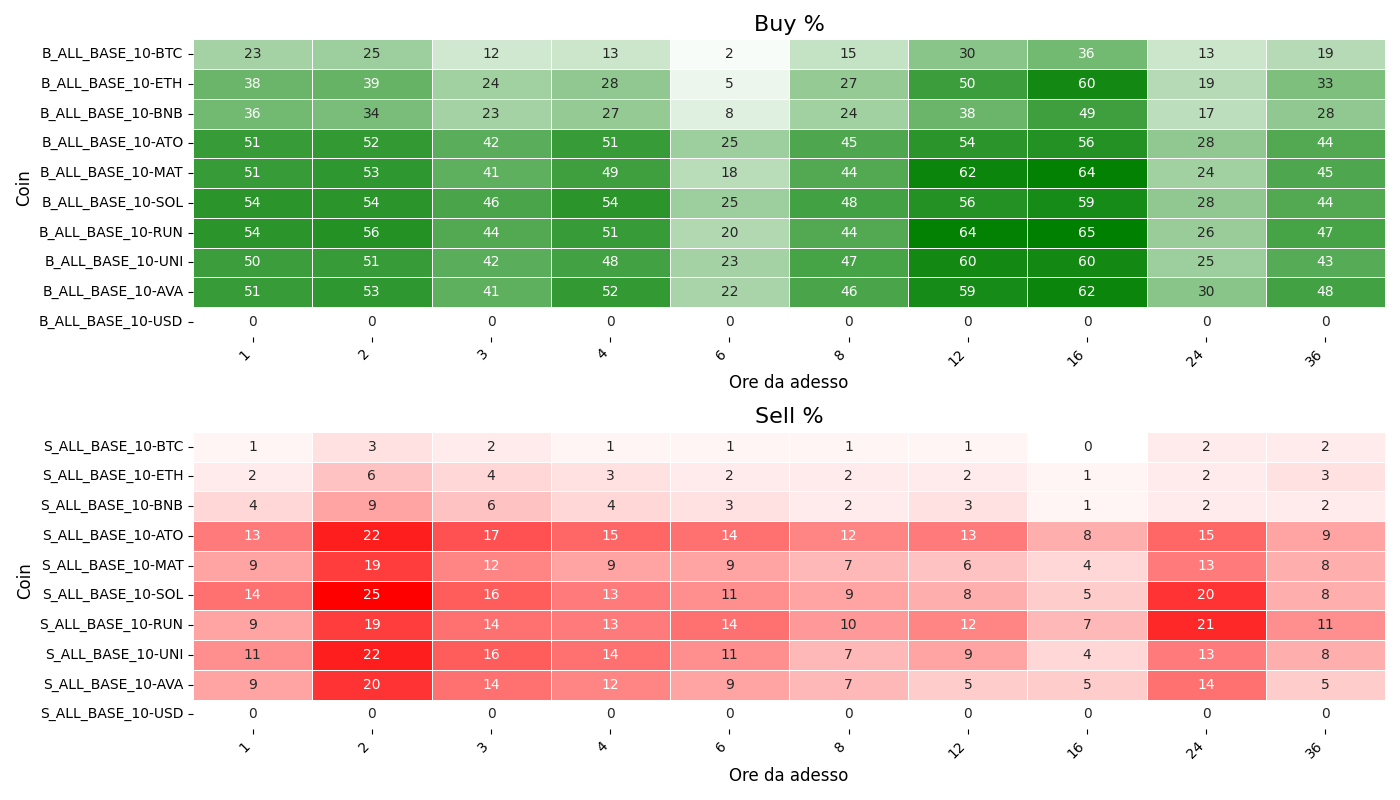 Buy %
B_ALL_BASE_10-BTC 23 25 12 13 2 15 30 36 13 19
B_ALL_BASE_10-ETH 38 39 24 28 5 27 50 60 19 33
B_ALL_BASE_10-BNB 36 34 23 27 8 24 38 49 17 28
B_ALL_BASE_10-ATO 51 52 42 51 25 45 54 56 28 44
B_ALL_BASE_10-MAT 51 53 41 49 18 44 62 64 24 45
Coin
B_ALL_BASE_10-SOL 54 54 46 54 25 48 56 59 28 44
B_ALL_BASE_10-RUN 54 56 44 51 20 44 64 65 26 47
B_ALL_BASE_10-UNI 50 51 42 48 23 47 60 60 25 43
B_ALL_BASE_10-AVA 51 53 41 52 22 46 59 62 30 48
B_ALL_BASE_10-USD 0 0 0 0 0 0 0 0 0 0
1 2 3 4 6 8 12 16 24 36
Ore da adesso
Sell %
S_ALL_BASE_10-BTC 1 3 2 1 1 1 1 0 2 2
S_ALL_BASE_10-ETH 2 6 4 3 2 2 2 1 2 3
S_ALL_BASE_10-BNB 4 9 6 4 3 2 3 1 2 2
S_ALL_BASE_10-ATO 13 22 17 15 14 12 13 8 15 9
S_ALL_BASE_10-MAT 9 19 12 9 9 7 6 4 13 8
Coin
S_ALL_BASE_10-SOL 14 25 16 13 11 9 8 5 20 8
S_ALL_BASE_10-RUN 9 19 14 13 14 10 12 7 21 11
S_ALL_BASE_10-UNI 11 22 16 14 11 7 9 4 13 8
S_ALL_BASE_10-AVA 9 20 14 12 9 7 5 5 14 5
S_ALL_BASE_10-USD 0 0 0 0 0 0 0 0 0 0
1 2 3 4 6 8 12 16 24 36
Ore da adesso